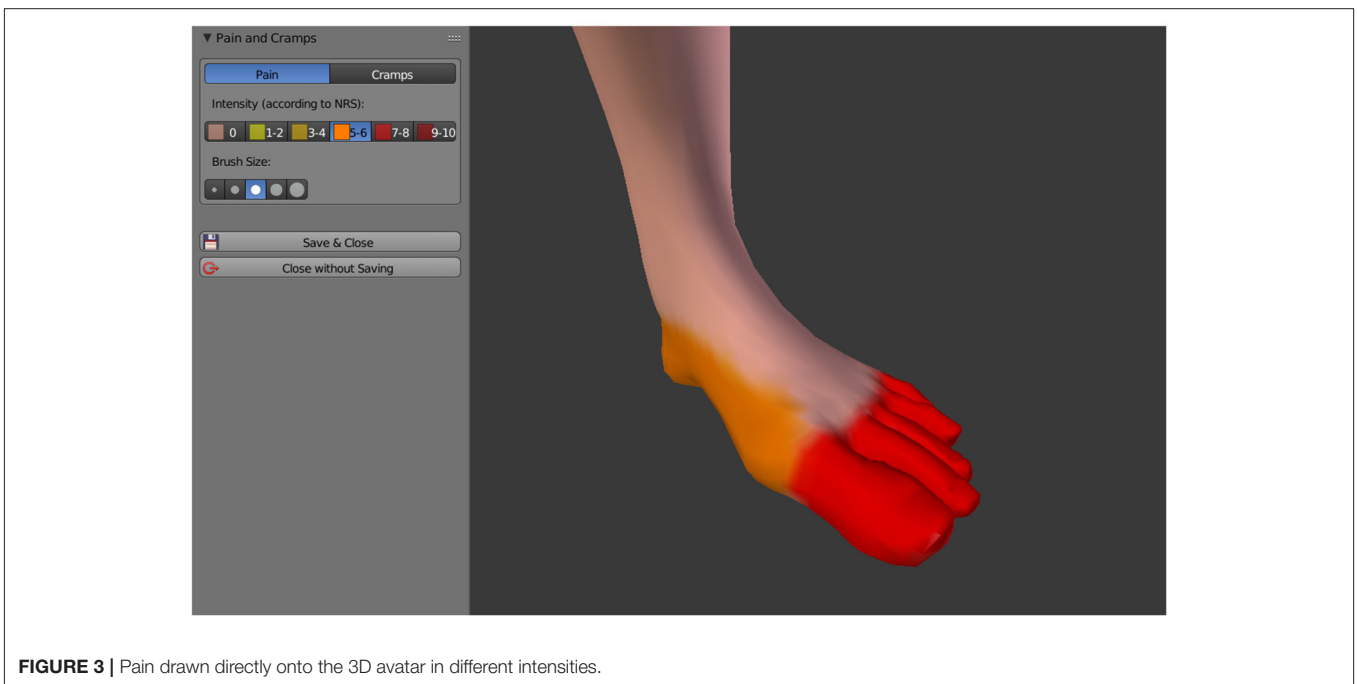 Pain and Cramps
Pain Cramps
Intensity (according to NRS):
0 1-2 3-4 5-6 7-8 9-10
Brush Size:
Save & Close
Close without Saving
FIGURE 3 | Pain drawn directly onto the 3D avatar in different intensities.